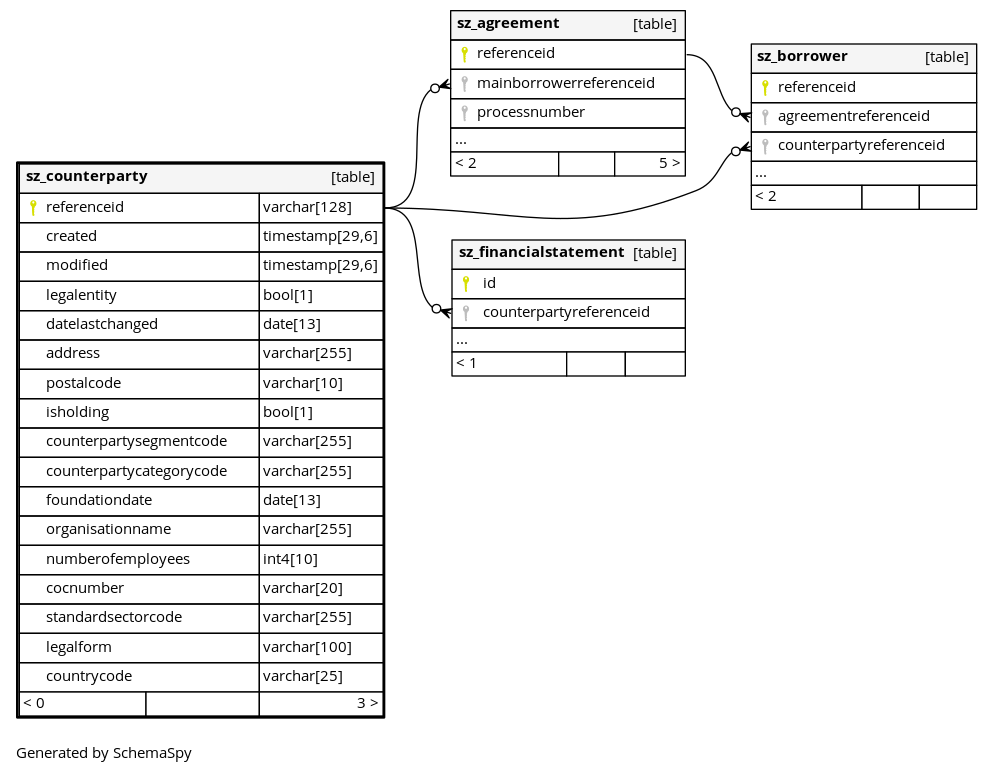 sz_agreement [table]
referenceid
mainborrowerreferenceid
processnumber
...
< 2 5 >
sz_borrower [table]
referenceid
agreementreferenceid
counterpartyreferenceid
...
< 2
sz_counterparty [table]
referenceid varchar[128]
created timestamp[29,6]
modified timestamp[29,6]
legalentity bool[1]
datelastchanged date[13]
address varchar[255]
postalcode varchar[10]
isholding bool[1]
counterpartysegmentcode varchar[255]
counterpartycategorycode varchar[255]
foundationdate date[13]
organisationname varchar[255]
numberofemployees int4[10]
cocnumber varchar[20]
standardsectorcode varchar[255]
legalform varchar[100]
countrycode varchar[25]
< 0 3 >
sz_financialstatement [table]
id
counterpartyreferenceid
...
< 1
Generated by SchemaSpy